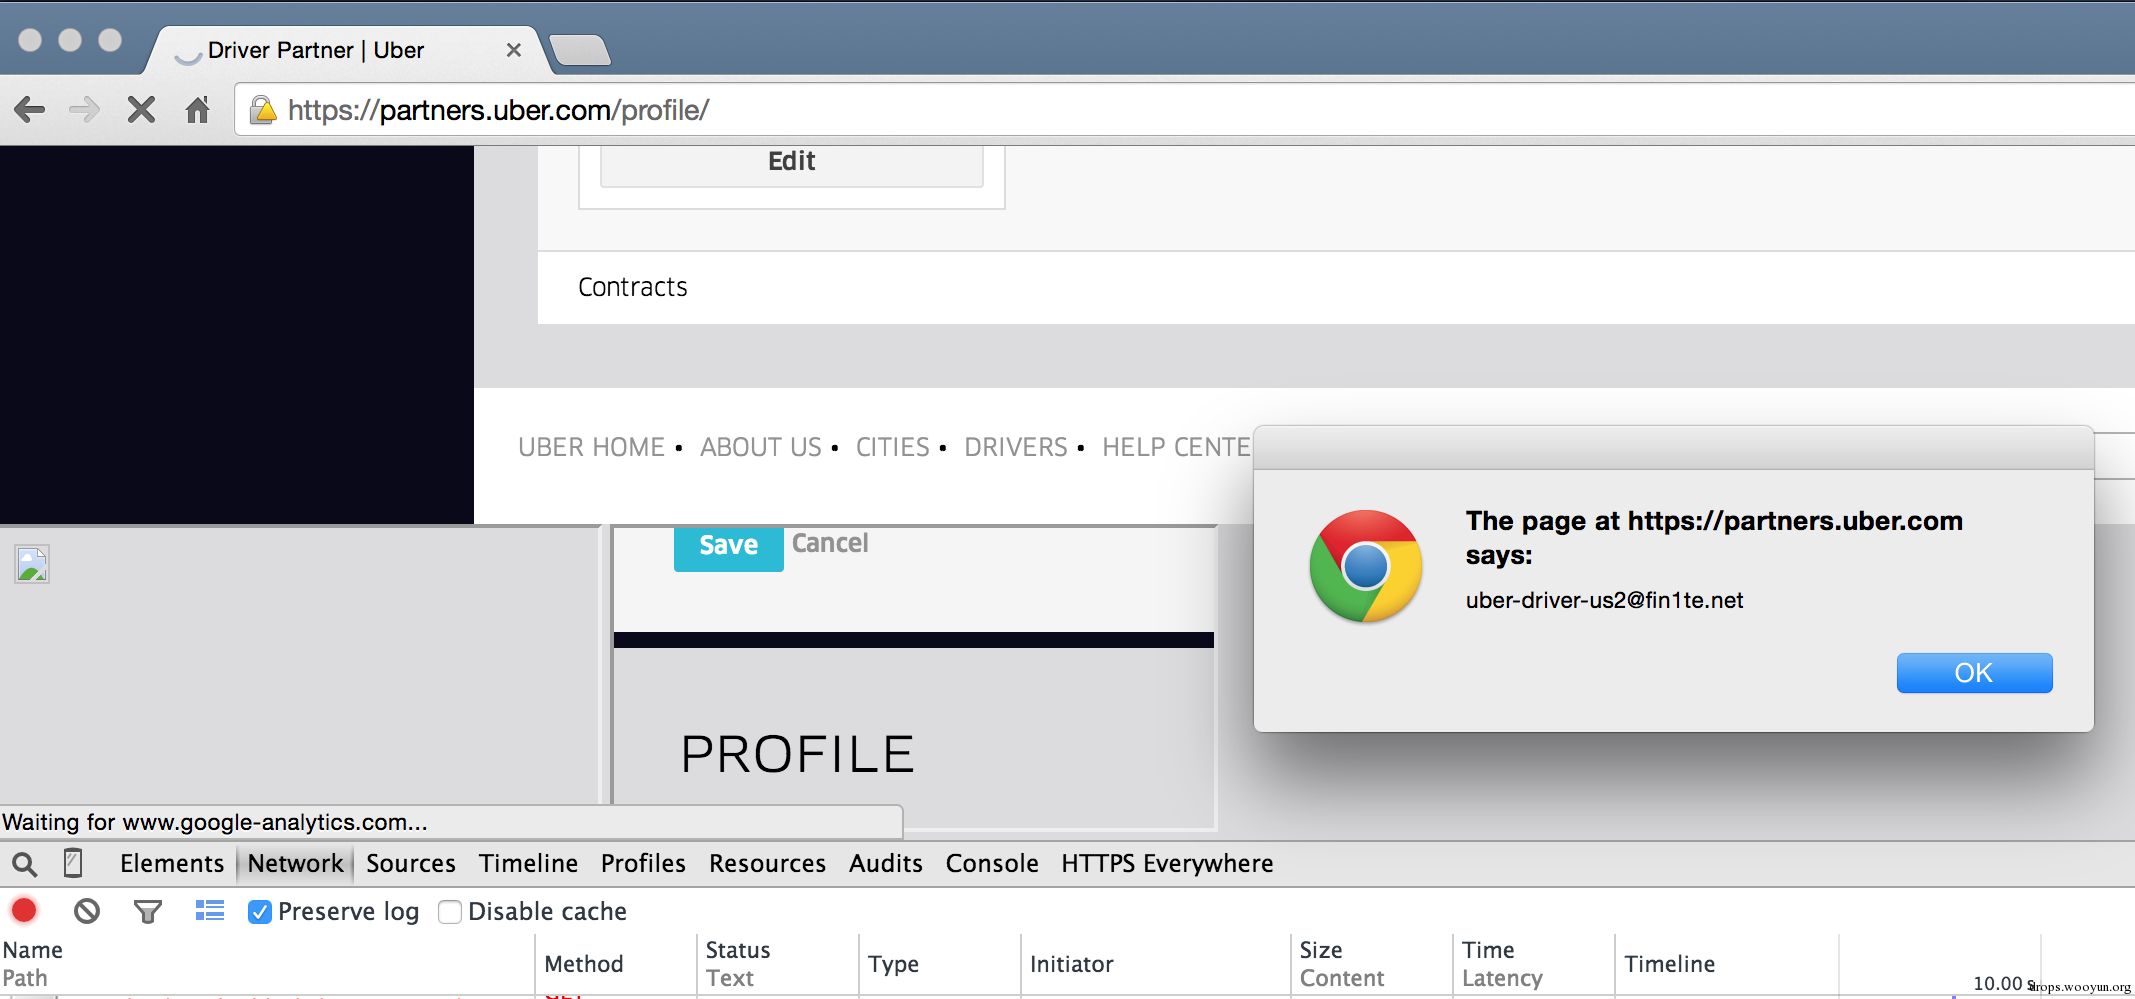 Driver Partner | Uber
https://partners.uber.com/profile/
Edit
Contracts
UBER HOME • ABOUT US • CITIES • DRIVERS • HELP CENTE
The page at https://partners.uber.com
says:
uber-driver-us2@fin1te.net
OK
Save Cancel
PROFILE
Waiting for www.google-analytics.com...
Elements Network Sources Timeline Profiles Resources Audits Console HTTPS Everywhere
Preserve log Disable cache
Name Method Status Type Initiator Size Time Timeline
Path Text Content Latency
10.00 s
drops.wooyun.org